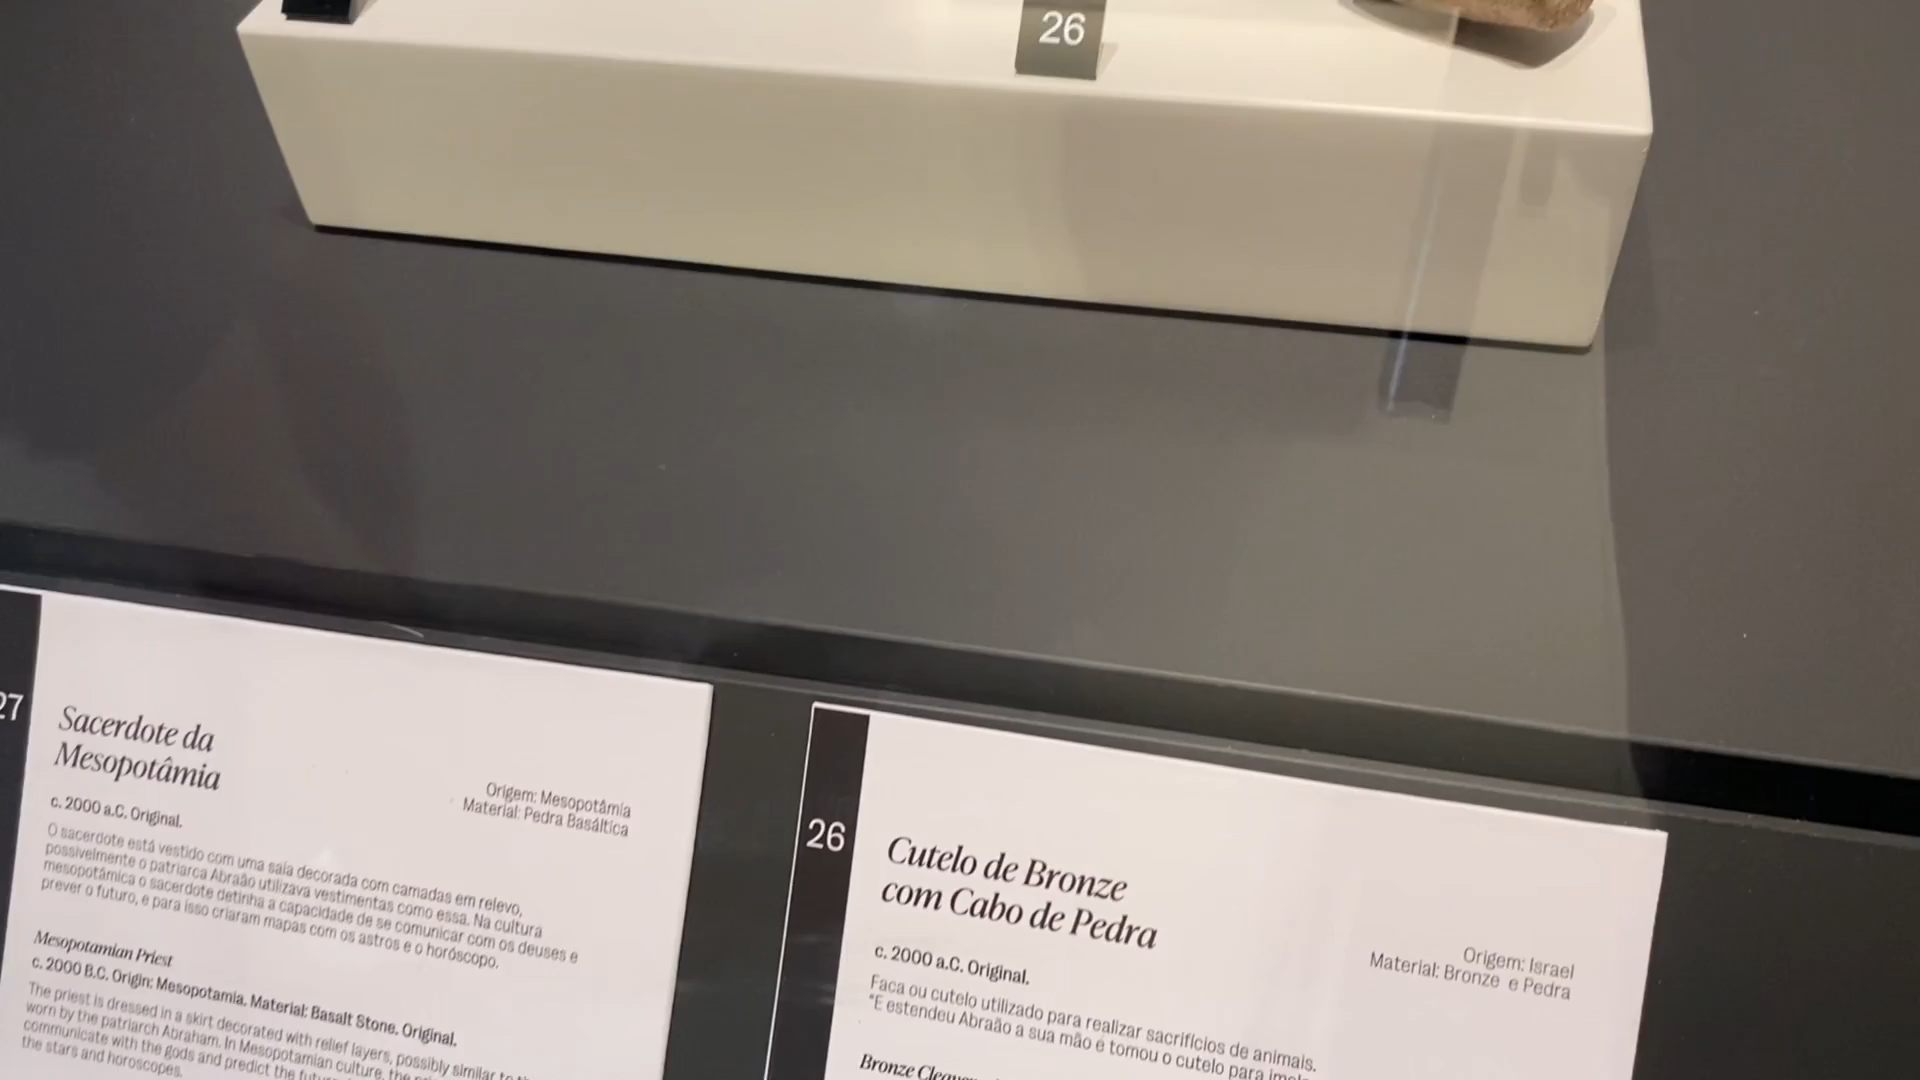 26
27
Sacerdote da
Mesopotâmia
Origem: Mesopotâmia
Material: Pedra Basáltica
c. 2000 a.C. Original.
O sacerdote está vestido com uma saia decorada com camadas em relevo,
possivelmente o patriarca Abraão utilizava vestimentas como essa. Na cultura
mesopotâmica o sacerdote detinha a capacidade de se comunicar com os deuses e
prever o futuro, e para isso criaram mapas com os astros e o horóscopo.
Mesopotamian Priest
c. 2000 B.C. Origin: Mesopotamia. Material: Basalt Stone. Original.
The priest is dressed in a skirt decorated with relief layers, possibly similar to
worn by the patriarch Abraham. In Mesopotamian culture, the
communicate with the gods and predict the
the stars and horoscopes.
26
Cutelo de Bronze
com Cabo de Pedra
Origem: Israel
Material: Bronze e Pedra
c. 2000 a.C. Original.
Faca ou cutelo utilizado para realizar sacrifícios de animais.
"E estendeu Abraão a sua mão e tomou o cutelo para
Bronze